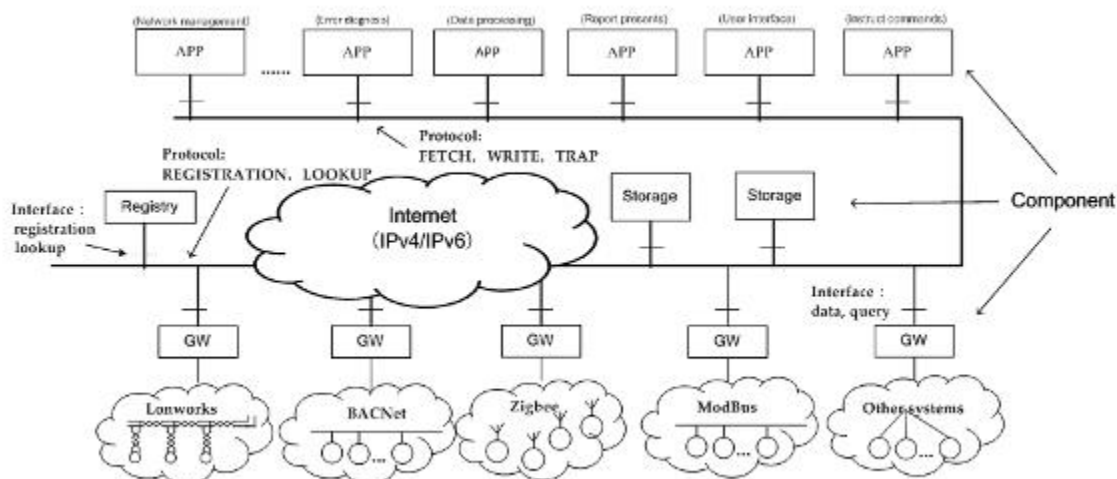 (Network management) (Error diagnosis) (Data processing) (Report presents) (User interface) (Instruct commands)
APP APP APP APP APP APP
......
Protocol:
FETCH, WRITE, TRAP
Protocol:
REGISTRATION, LOOKUP
Interface :
registration
lookup
Registry
Internet
(IPv4/IPv6)
Storage
Storage
Component
Interface :
data, query
GW GW GW GW GW
Lonworks
BACNet
...
Zigbee
ModBus
...
Other systems
...